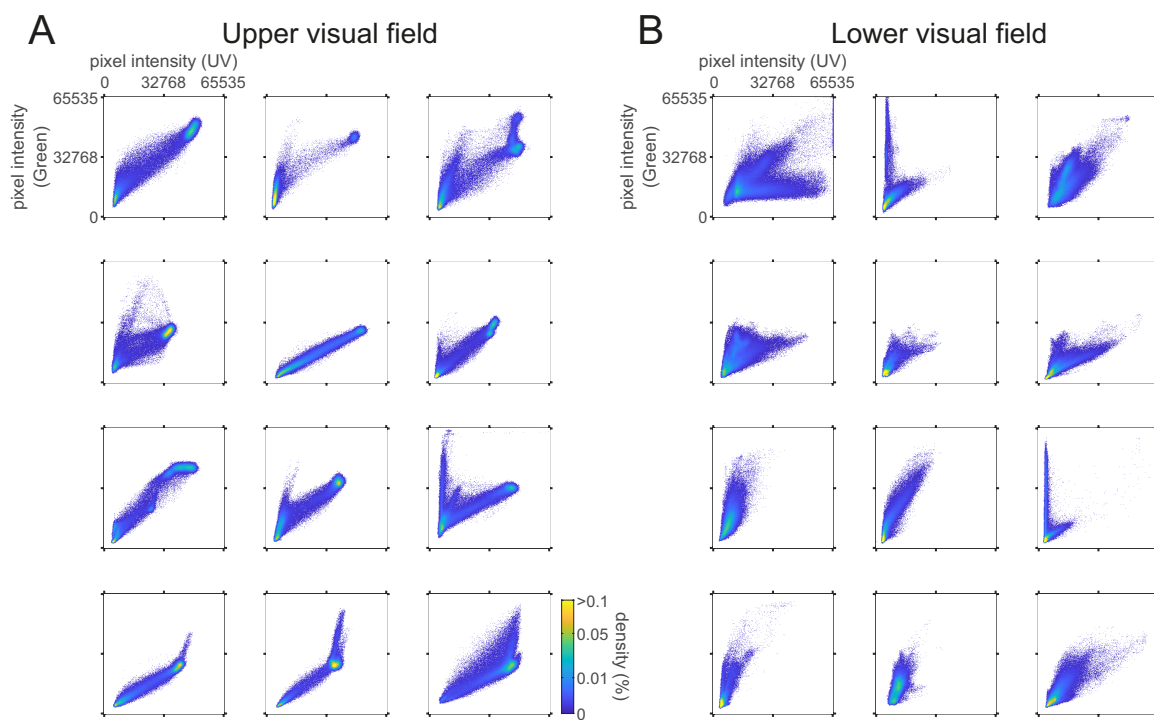 A
Upper visual field
pixel intensity (UV)
0 32768 65535
65535
32768
0
pixel intensity
(Green)
>0.1
0.05
0.01
0
density (%)
B
Lower visual field
pixel intensity (UV)
0 32768 65535
65535
32768
0
pixel intensity
(Green)